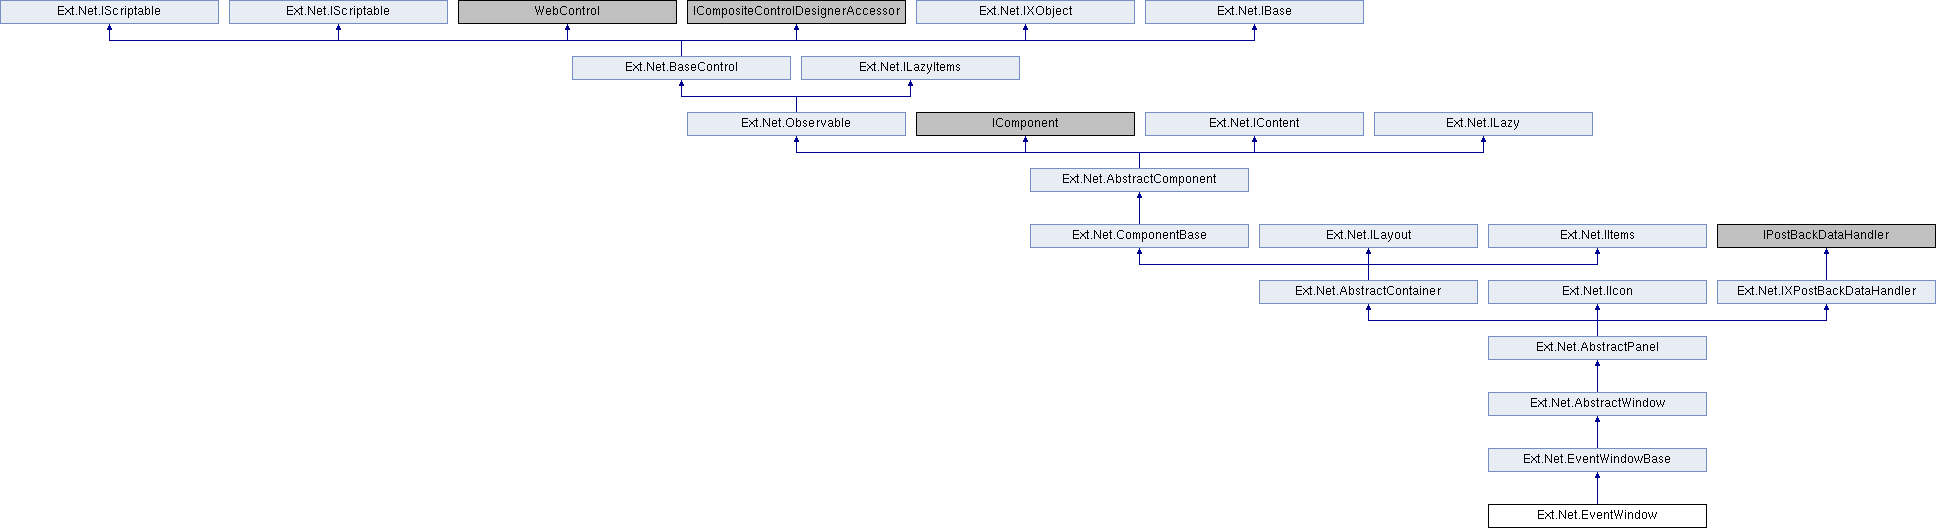 Ext.Net.IScriptable
Ext.Net.IScriptable
WebControl
ICompositeControlDesignerAccessor
Ext.Net.IXObject
Ext.Net.IBase
Ext.Net.BaseControl
Ext.Net.ILazyItems
Ext.Net.Observable
IComponent
Ext.Net.IContent
Ext.Net.ILazy
Ext.Net.AbstractComponent
Ext.Net.ComponentBase
Ext.Net.ILayout
Ext.Net.IItems
IPostBackDataHandler
Ext.Net.AbstractContainer
Ext.Net.IIcon
Ext.Net.IXPostBackDataHandler
Ext.Net.AbstractPanel
Ext.Net.AbstractWindow
Ext.Net.EventWindowBase
Ext.Net.EventWindow